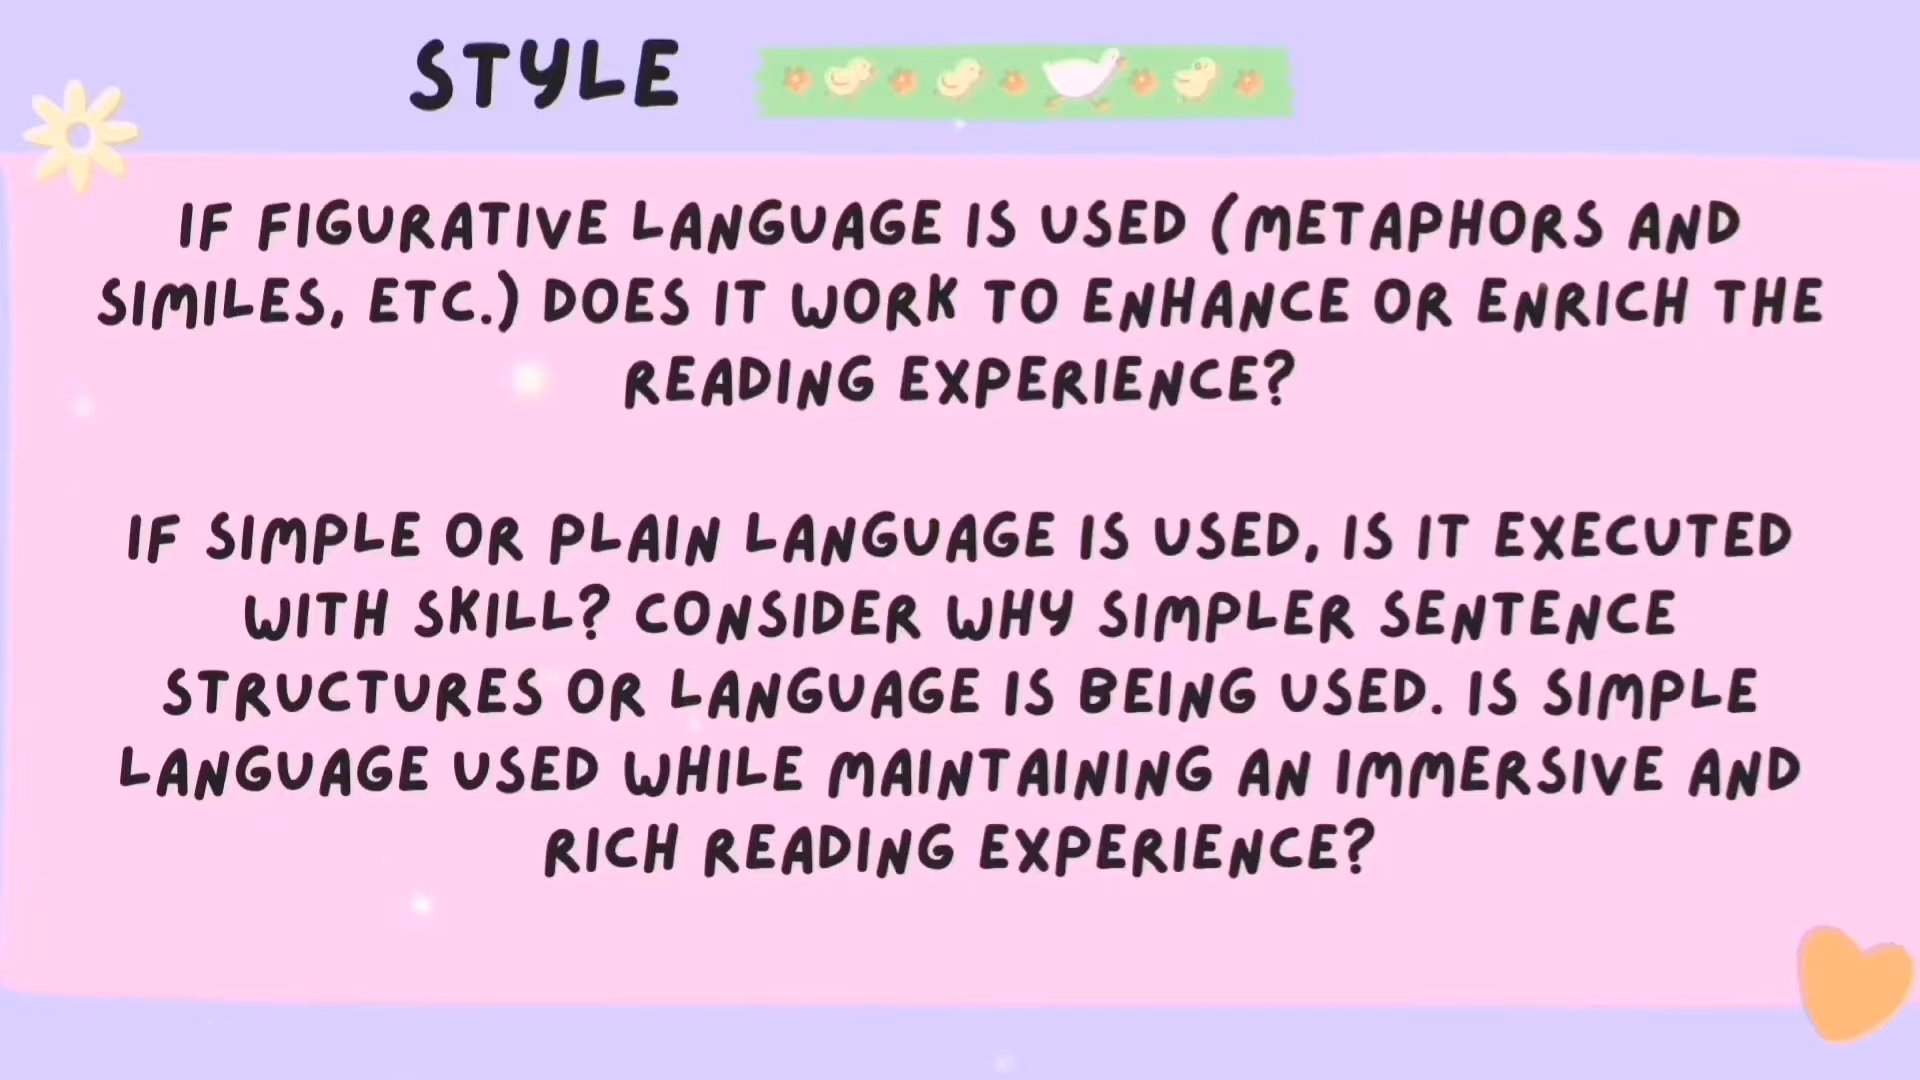 STYLE
IF FIGURATIVE LANGUAGE IS USED (METAPHORS AND
SIMILES, ETC.) DOES IT WORK TO ENHANCE OR ENRICH THE
READING EXPERIENCE?
IF SIMPLE OR PLAIN LANGUAGE IS USED, IS IT EXECUTED
WITH SKILL? CONSIDER WHY SIMPLER SENTENCE
STRUCTURES OR LANGUAGE IS BEING USED. IS SIMPLE
LANGUAGE USED WHILE MAINTAINING AN IMMERSIVE AND
RICH READING EXPERIENCE?